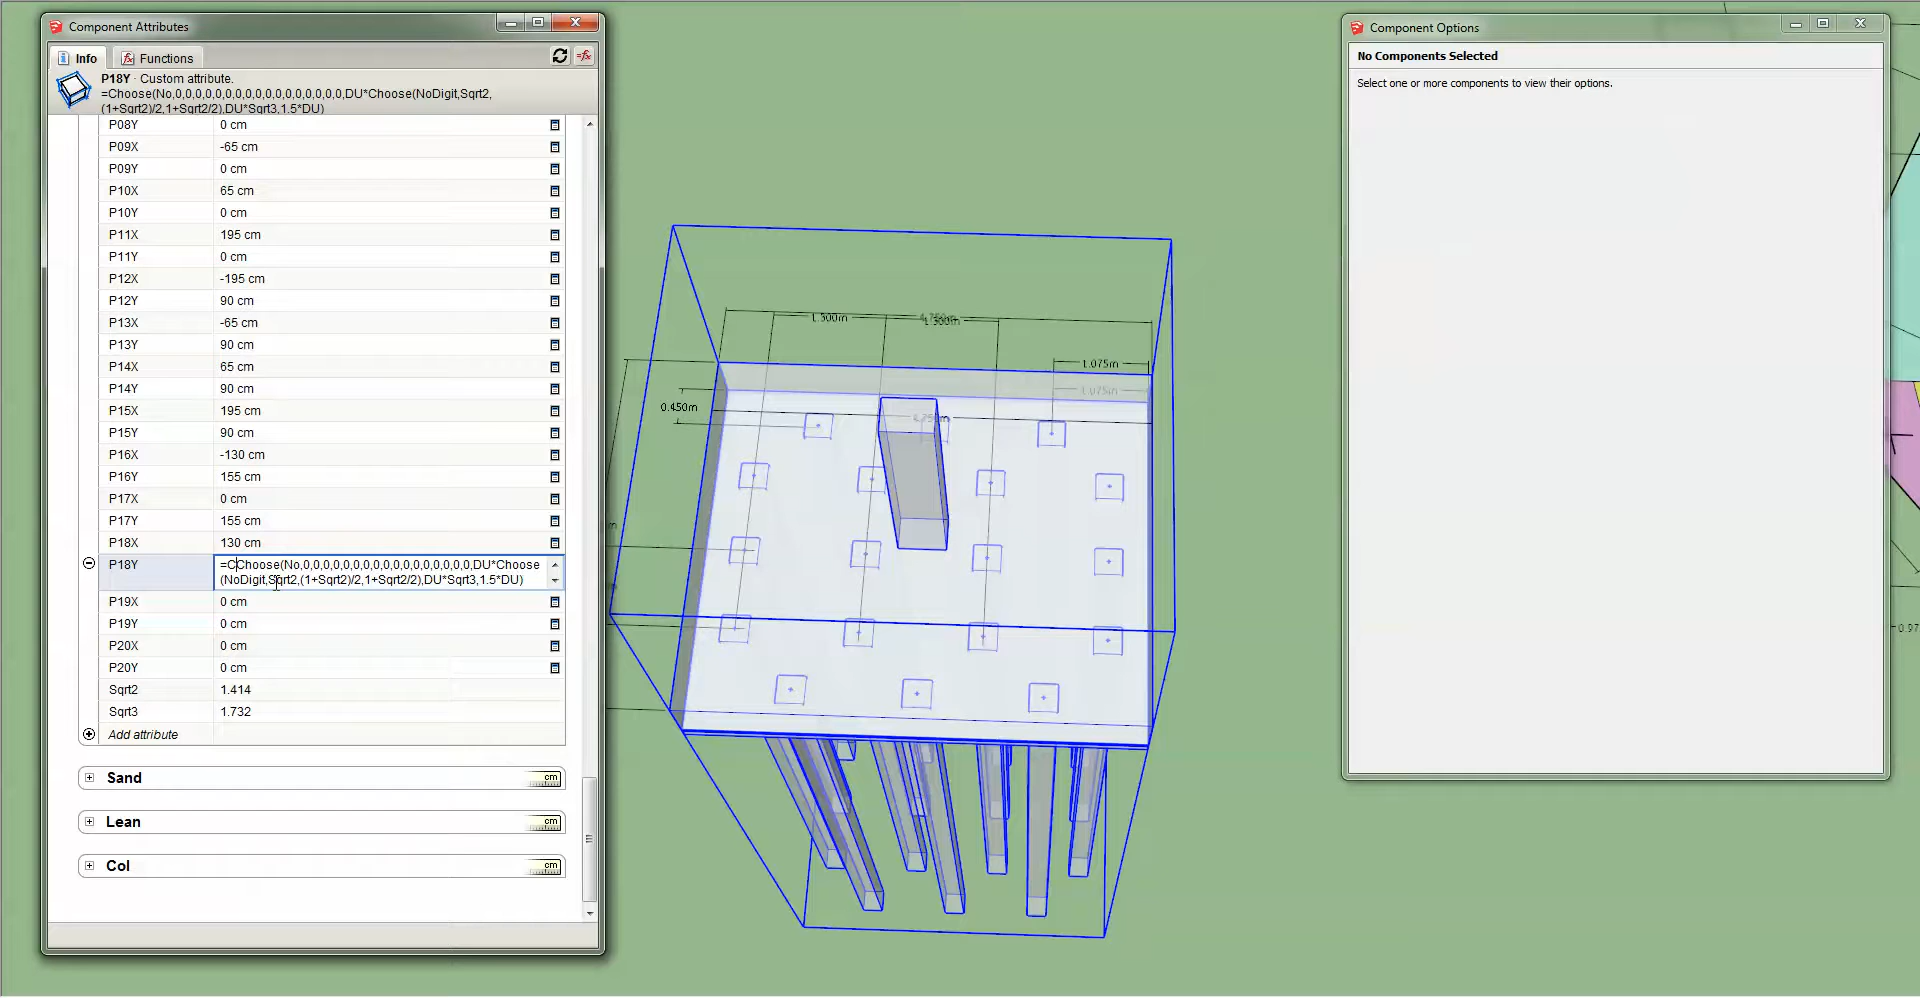 Component Attributes
Info
Functions
P18Y - Custom attribute.
=Choose(No,0,0,0,0,0,0,0,0,0,0,0,0,0,0,0,0,0,DU*Choose(NoDigit,Sqrt2,
(1+Sqrt2)/2,1+Sqrt2/2),DU*Sqrt3,1.5*DU)
P08Y 0 cm
P09X -65 cm
P09Y 0 cm
P10X 65 cm
P10Y 0 cm
P11X 195 cm
P11Y 0 cm
P12X -195 cm
P12Y 90 cm
P13X -65 cm
P13Y 90 cm
P14X 65 cm
P14Y 90 cm
P15X 195 cm
P15Y 90 cm
P16X -130 cm
P16Y 155 cm
P17X 0 cm
P17Y 155 cm
P18X 130 cm
P18Y =CChoose(No,0,0,0,0,0,0,0,0,0,0,0,0,0,0,0,0,0,DU*Choose
(NoDigit,Sqrt2,(1+Sqrt2)/2,1+Sqrt2/2),DU*Sqrt3,1.5*DU)
P19X 0 cm
P19Y 0 cm
P20X 0 cm
P20Y 0 cm
Sqrt2 1.414
Sqrt3 1.732
Add attribute
Sand cm
Lean cm
Col cm
1.300m
1.075m
1.075m
0.450m
Component Options
No Components Selected
Select one or more components to view their options.
0.97